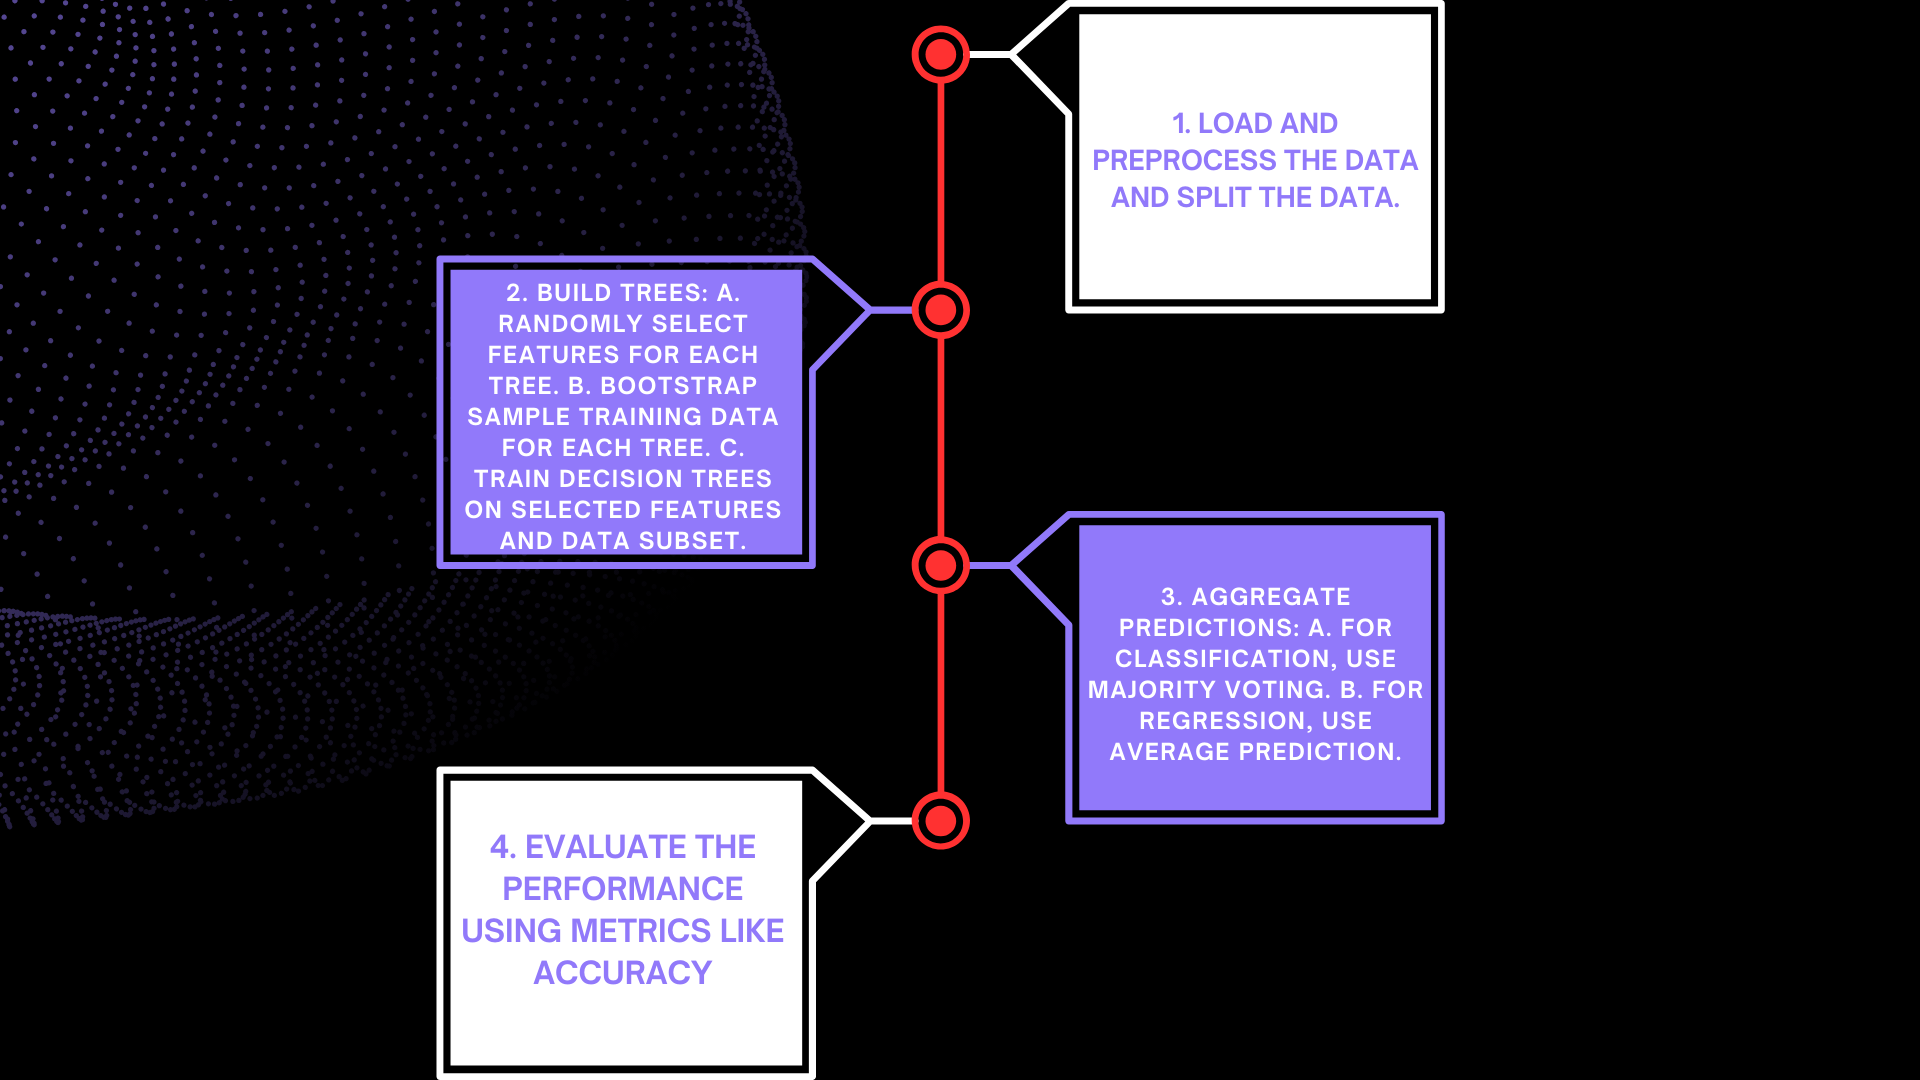 1. LOAD AND
PREPROCESS THE DATA
AND SPLIT THE DATA.
2. BUILD TREES: A.
RANDOMLY SELECT
FEATURES FOR EACH
TREE. B. BOOTSTRAP
SAMPLE TRAINING DATA
FOR EACH TREE. C.
TRAIN DECISION TREES
ON SELECTED FEATURES
AND DATA SUBSET.
3. AGGREGATE
PREDICTIONS: A. FOR
CLASSIFICATION, USE
MAJORITY VOTING. B. FOR
REGRESSION, USE
AVERAGE PREDICTION.
4. EVALUATE THE
PERFORMANCE
USING METRICS LIKE
ACCURACY